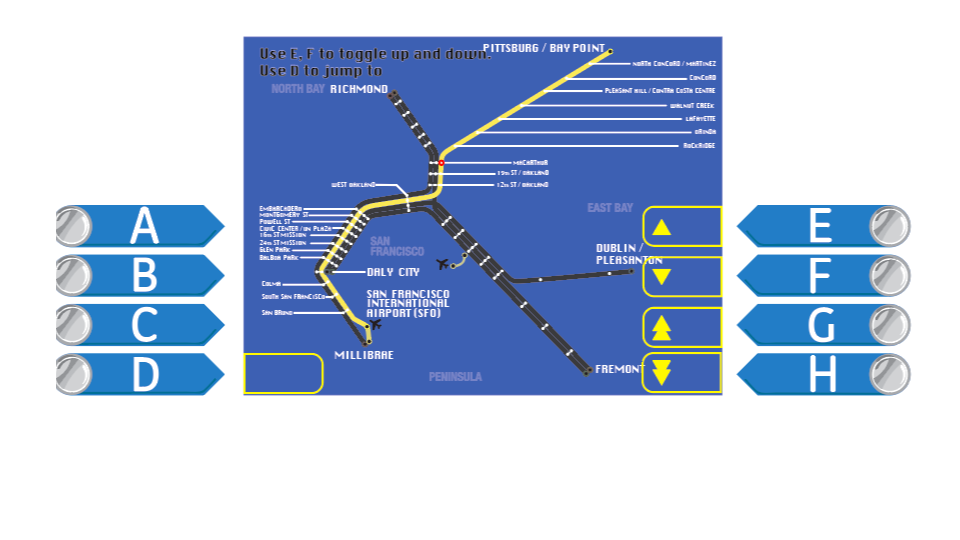 Use E, F to toggle up and down.
Use D to jump to
PITTSBURG / BAY POINT
NORTH CONCORD / MARTINEZ
CONCORD
NORTH BAY RICHMOND
PLEASANT HILL / CONTRA COSTA CENTRE
WALNUT CREEK
LAFAYETTE
ORINDA
ROCKRIDGE
MACARTHUR
19TH ST / OAKLAND
12TH ST / OAKLAND
WEST OAKLAND
EMBARCADERO
MONTGOMERY ST
POWELL ST
CIVIC CENTER / UN PLAZA
16TH ST MISSION
24TH ST MISSION
GLEN PARK
BALBOA PARK
EAST BAY
SAN
FRANCISCO
DUBLIN /
PLEASANTON
DALY CITY
COLMA
SOUTH SAN FRANCISCO
SAN BRUNO
SAN FRANCISCO
INTERNATIONAL
AIRPORT (SFO)
MILLBRAE
FREMONT
PENINSULA
A
B
C
D
E
F
G
H